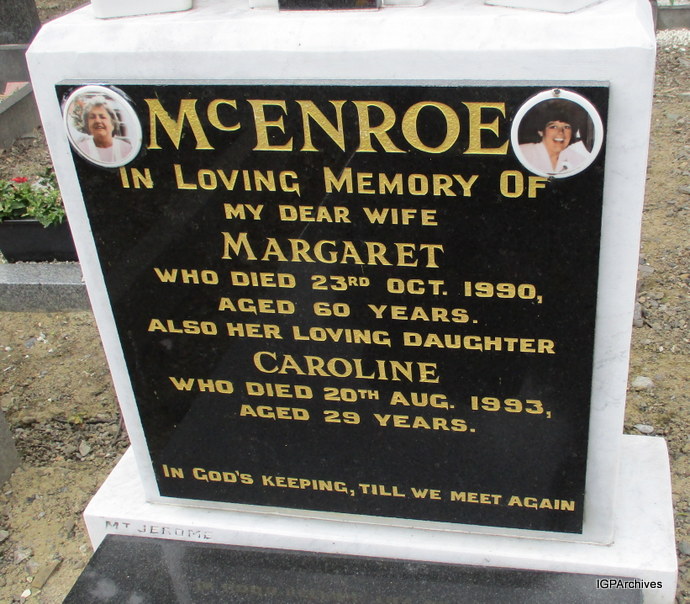 McENROE
IN LOVING MEMORY OF
MY DEAR WIFE
MARGARET
WHO DIED 23RD OCT. 1990,
AGED 60 YEARS.
ALSO HER LOVING DAUGHTER
CAROLINE
WHO DIED 20TH AUG. 1993,
AGED 29 YEARS.
IN GOD'S KEEPING, TILL WE MEET AGAIN
MT JEROME
IGPArchives